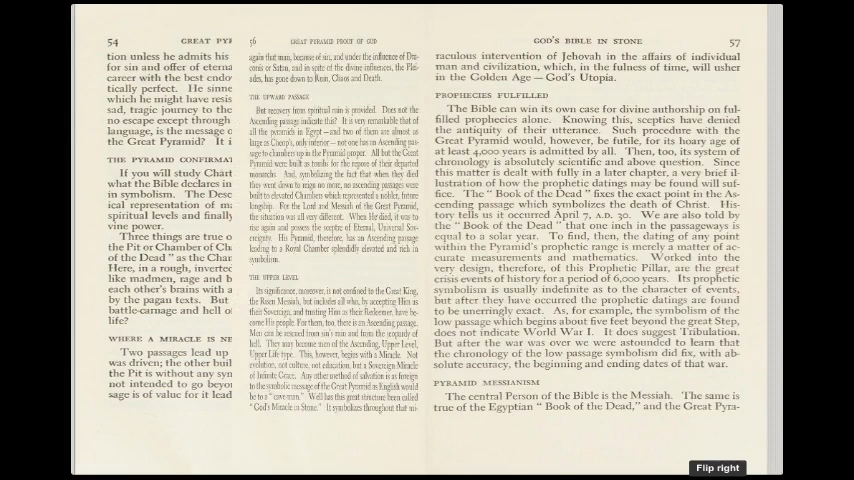 54 GREAT PY
tion unless he admits his
for sin and offer of eterna
career with the best endo
tically perfect. He sinne
which he might have resis
sad, tragic journey to the
no escape except through
language, is the message o
the Great Pyramid? It i
THE PYRAMID CONFIRMAT
If you will study Chart
what the Bible declares in
in symbolism. The Desc
ical representation of ma
spiritual levels and finally
vine power.
Three things are true o
the Pit or Chamber of Cha
of the Dead" as the Chan
Here, in a rough, inverted
like madmen, rage and b
each other's brains with a
by the pagan texts. But
battle-carnage and hell o
life?
WHERE A MIRACLE IS NE
Two passages lead up
was driven; the other buil
the Pit is without any syn
not intended to go beyon
sage is of value for it lead
56 GREAT PYRAMID PROOF OF GOD
again that man, because of sin, and under the influence of Dra-
conis or Satan, and in spite of the divine influences, the Plei-
ades, has gone down to Ruin, Chaos and Death.
THE UPWARD PASSAGE
But recovery from spiritual ruin is provided. Does not the
Ascending passage indicate this? It is very remarkable that of
all the pyramids in Egypt — and two of them are almost as
large as Cheop's, only inferior — not one has an Ascending pas-
sage to chambers up in the Pyramid proper. All but the Great
Pyramid were built as tombs for the repose of their departed
monarchs. And, symbolizing the fact that when they died
they went down to reign no more, no ascending passages were
built to elevated Chambers which represented a nobler, future
kingship. For the Lord and Messiah of the Great Pyramid,
the situation was all very different. When He died, it was to
rise again and possess the sceptre of Eternal, Universal Sov-
ereignty. His Pyramid, therefore, has an Ascending passage
leading to a Royal Chamber splendidly elevated and rich in
symbolism.
THE UPPER LEVEL
Its significance, moreover, is not confined to the Great King,
the Risen Messiah, but includes all who, by accepting Him as
their Sovereign, and trusting Him as their Redeemer, have be-
come His people. For them, too, there is an Ascending passage.
Men can be rescued from sin's ruin and from the jeopardy of
hell. They may become men of the Ascending, Upper Level,
Upper Life type. This, however, begins with a Miracle. Not
evolution, not culture, not education, but a Sovereign Miracle
of Infinite Grace. Any other method of salvation is as foreign
to the symbolic message of the Great Pyramid as English would
be to a "cave-man." Well has this great structure been called
"God's Miracle in Stone." It symbolizes throughout that mi-
GOD'S BIBLE IN STONE 57
raculous intervention of Jehovah in the affairs of individual
man and civilization, which, in the fulness of time, will usher
in the Golden Age — God's Utopia.
PROPHECIES FULFILLED
The Bible can win its own case for divine authorship on ful-
filled prophecies alone. Knowing this, sceptics have denied
the antiquity of their utterance. Such procedure with the
Great Pyramid would, however, be futile, for its hoary age of
at least 4,000 years is admitted by all. Then, too, its system of
chronology is absolutely scientific and above question. Since
this matter is dealt with fully in a later chapter, a very brief il-
lustration of how the prophetic datings may be found will suf-
fice. The "Book of the Dead" fixes the exact point in the As-
cending passage which symbolizes the death of Christ. His-
tory tells us it occurred April 7, A.D. 30. We are also told by
the "Book of the Dead" that one inch in the passageways is
equal to a solar year. To find, then, the dating of any point
within the Pyramid's prophetic range is merely a matter of ac-
curate measurements and mathematics. Worked into the
very design, therefore, of this Prophetic Pillar, are the great
crisis events of history for a period of 6,000 years. Its prophetic
symbolism is usually indefinite as to the character of events,
but after they have occurred the prophetic datings are found
to be unerringly exact. As, for example, the symbolism of the
low passage which begins about five feet beyond the great Step,
does not indicate World War I. It does suggest Tribulation.
But after the war was over we were astounded to learn that
the chronology of the low passage symbolism did fix, with ab-
solute accuracy, the beginning and ending dates of that war.
PYRAMID MESSIANISM
The central Person of the Bible is the Messiah. The same is
true of the Egyptian "Book of the Dead," and the Great Pyra-
Flip right